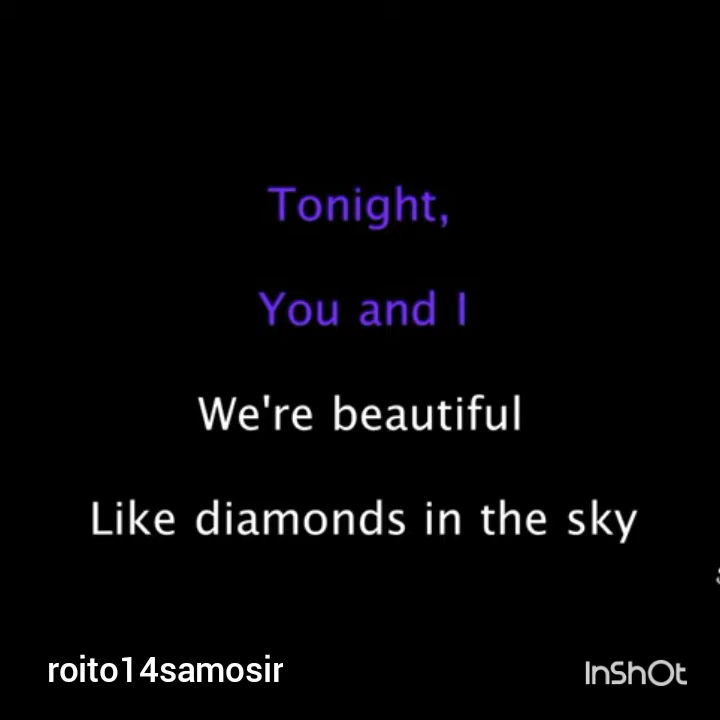 Tonight,
You and I
We're beautiful
Like diamonds in the sky
roito14samosir
InShOt